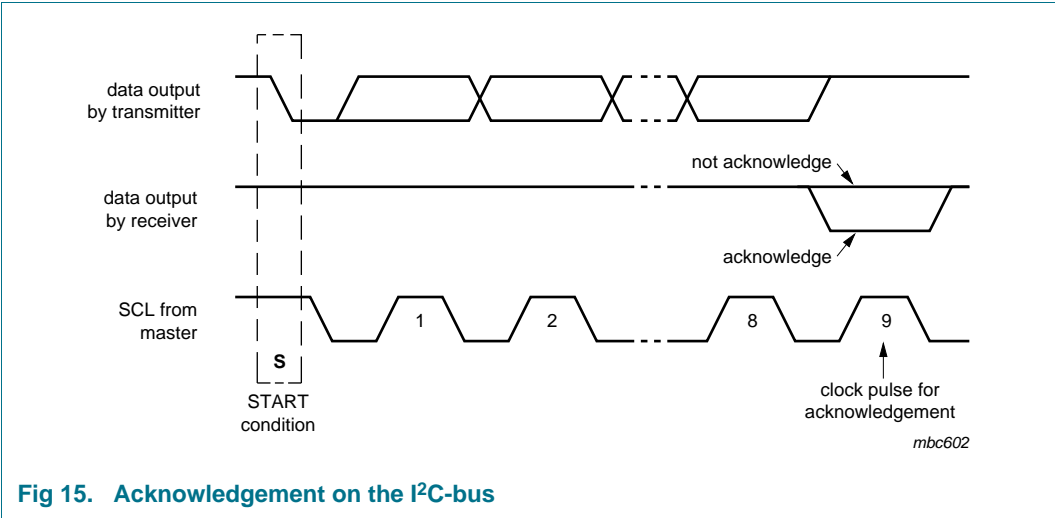 data output
by transmitter
not acknowledge
data output
by receiver
acknowledge
SCL from
master
1
2
8
9
S
START
condition
clock pulse for
acknowledgement
mbc602
Fig 15. Acknowledgement on the I²C-bus